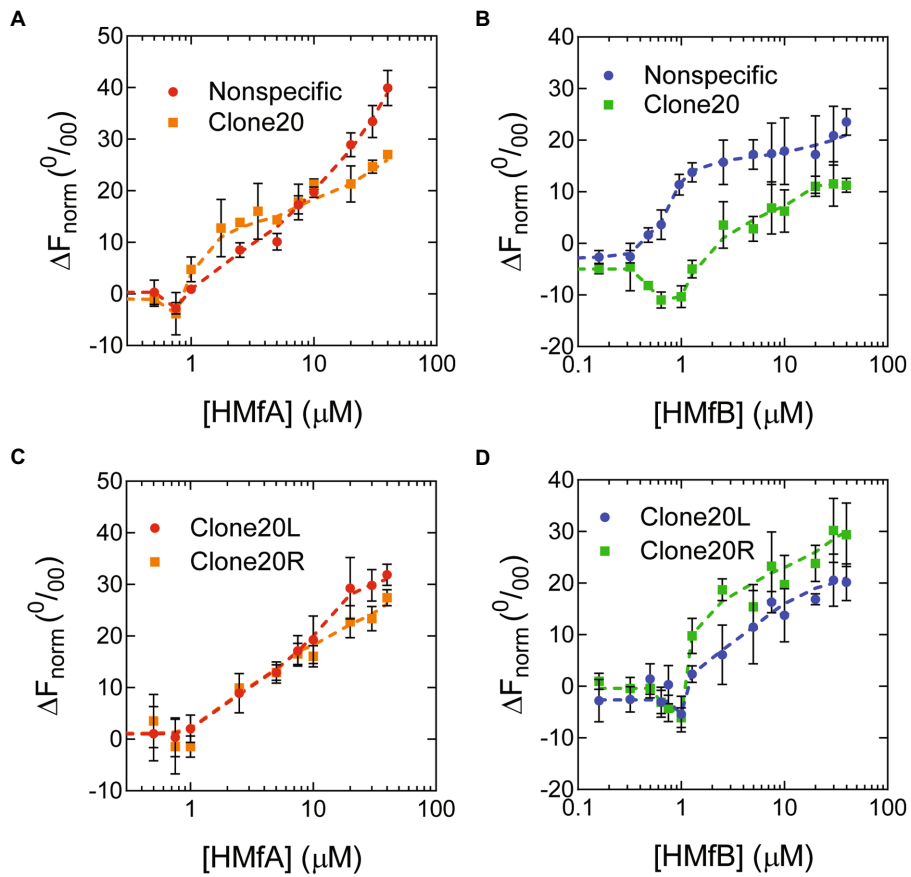 A
50
40
30
20
10
0
-10
ΔFnorm (0/00)
Nonspecific
Clone20
1
10
100
[HMfA] (μM)
B
40
30
20
10
0
-10
-20
ΔFnorm (0/00)
Nonspecific
Clone20
0.1
1
10
100
[HMfB] (μM)
C
50
40
30
20
10
0
-10
ΔFnorm (0/00)
Clone20L
Clone20R
1
10
100
[HMfA] (μM)
D
40
30
20
10
0
-10
-20
ΔFnorm (0/00)
Clone20L
Clone20R
0.1
1
10
100
[HMfB] (μM)